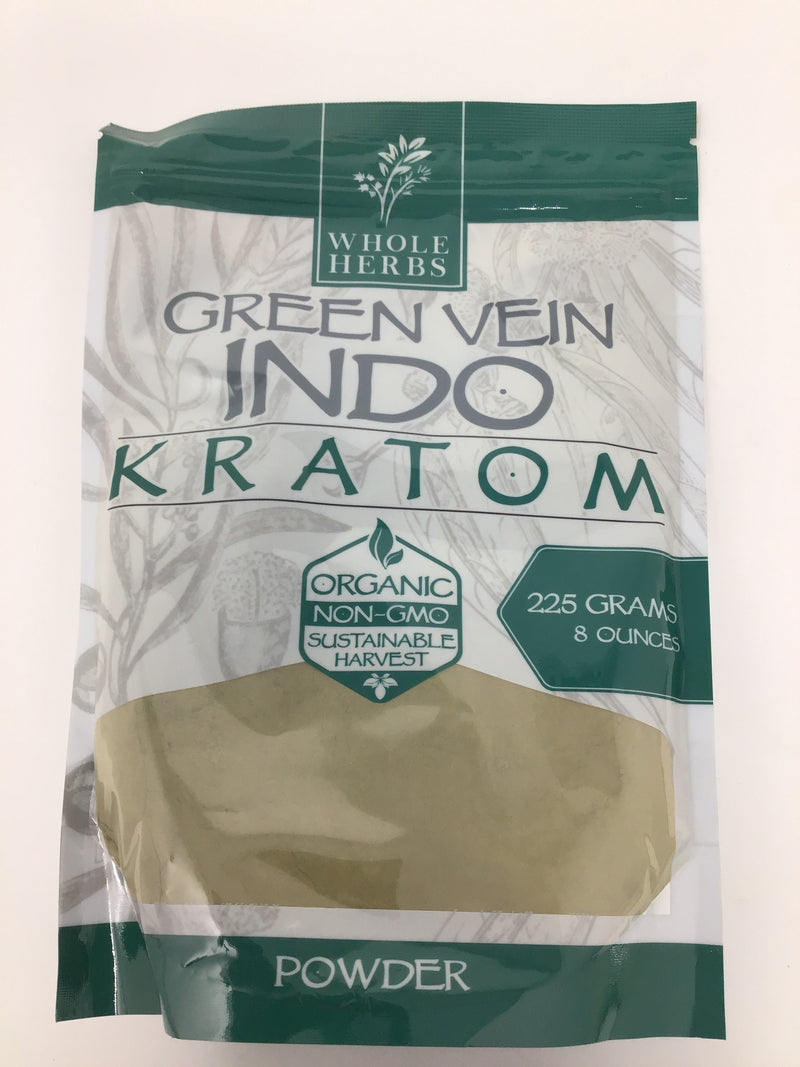 WHOLE
HERBS
GREEN VEIN
INDO
KRATOM
ORGANIC
NON-GMO
SUSTAINABLE
HARVEST
225 GRAMS
8 OUNCES
POWDER